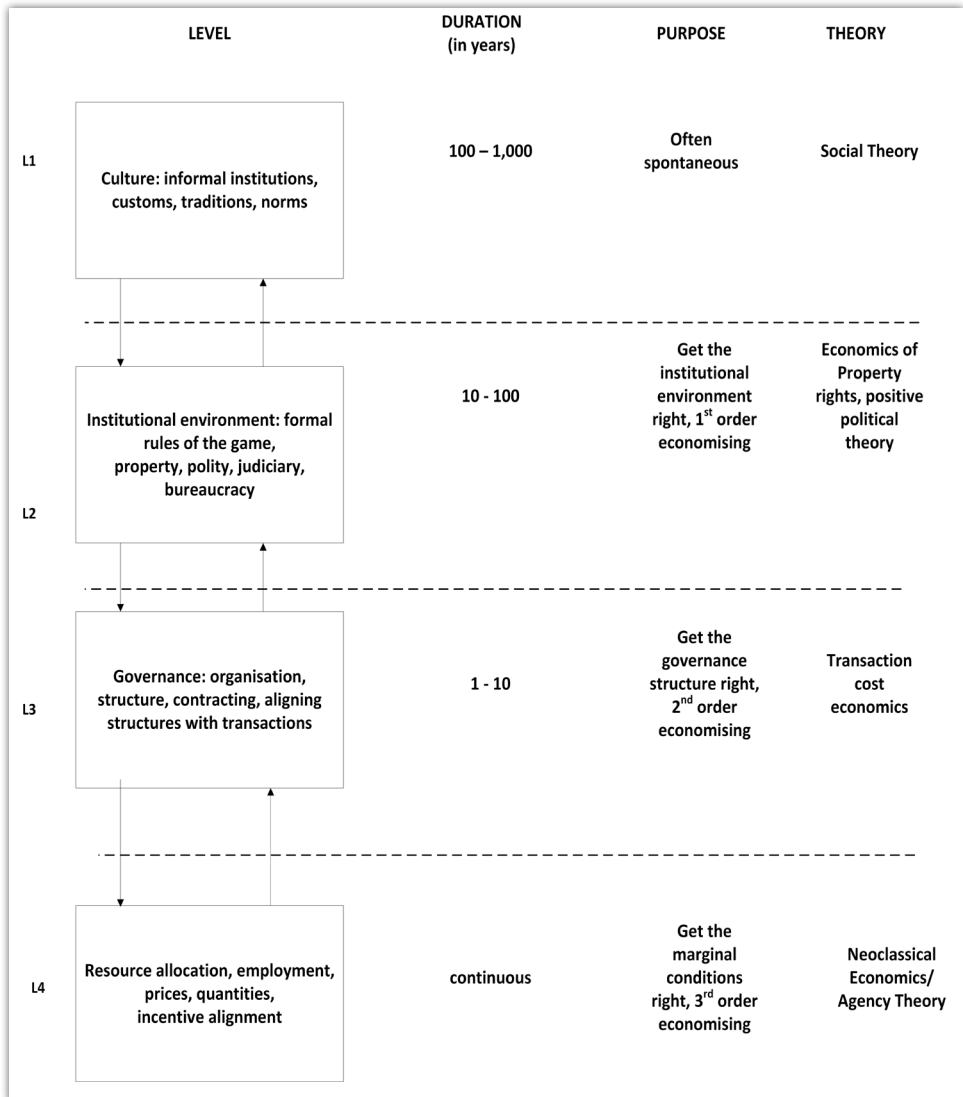 LEVEL
DURATION
(in years)
PURPOSE
THEORY
L1
Culture: informal institutions,
customs, traditions, norms
100 – 1,000
Often
spontaneous
Social Theory
L2
Institutional environment: formal
rules of the game,
property, polity, judiciary,
bureaucracy
10 - 100
Get the
institutional
environment
right, 1st order
economising
Economics of
Property
rights, positive
political
theory
L3
Governance: organisation,
structure, contracting, aligning
structures with transactions
1 - 10
Get the
governance
structure right,
2nd order
economising
Transaction
cost
economics
L4
Resource allocation, employment,
prices, quantities,
incentive alignment
continuous
Get the
marginal
conditions
right, 3rd order
economising
Neoclassical
Economics/
Agency Theory